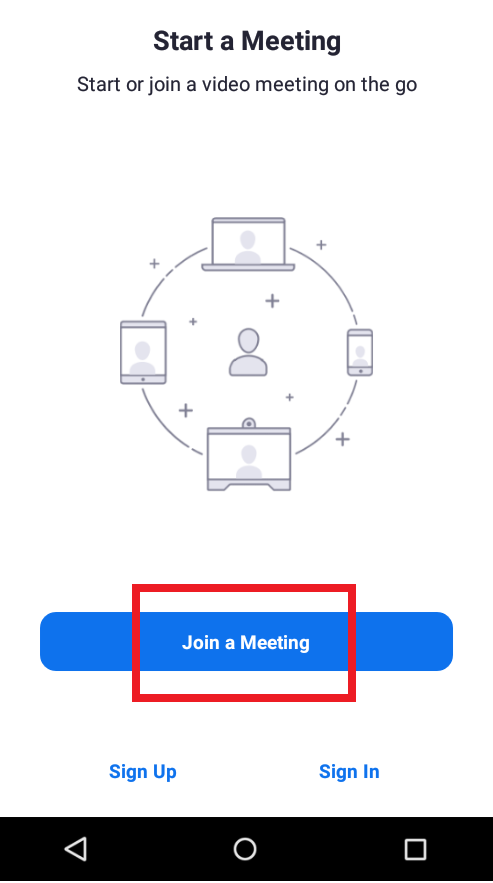 Start a Meeting
Start or join a video meeting on the go
Join a Meeting
Sign Up
Sign In